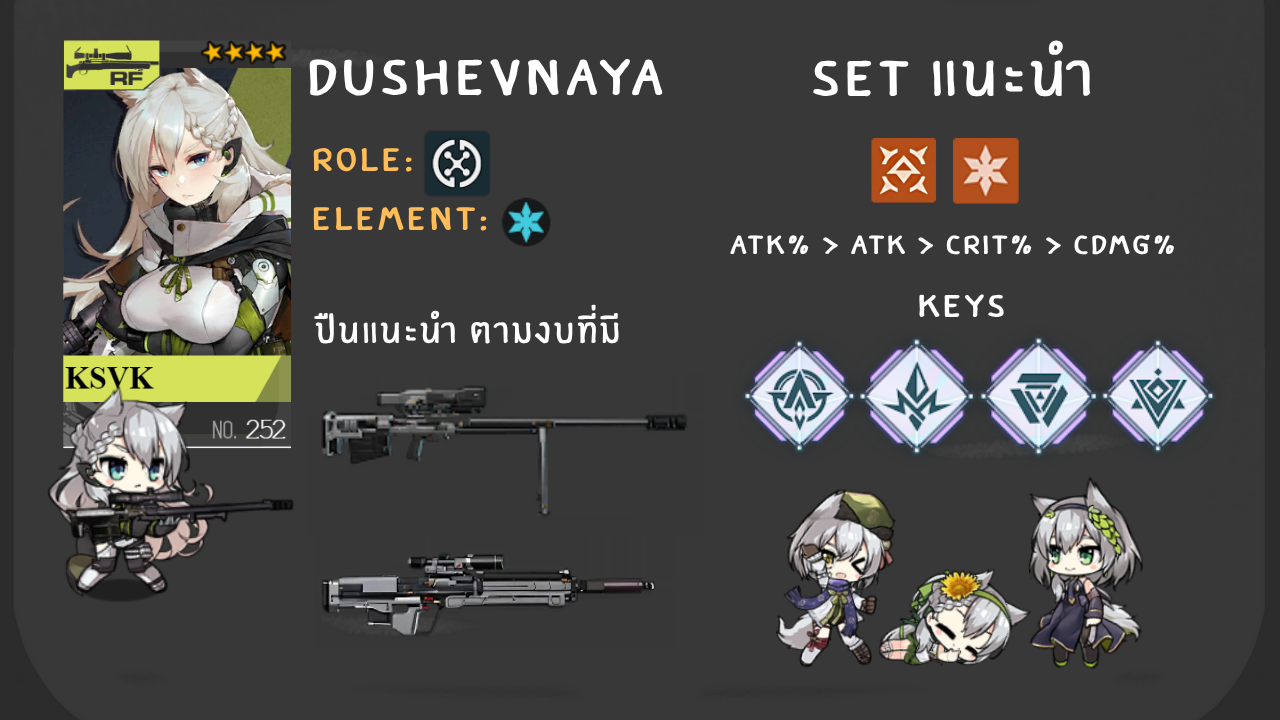 RF
DUSHEVNAYA
ROLE:
ELEMENT:
KSVK
NO. 252
ปืนแนะนำ ตามงบที่มี
SET แนะนำ
ATK% > ATK > CRIT% > CDMG%
KEYS